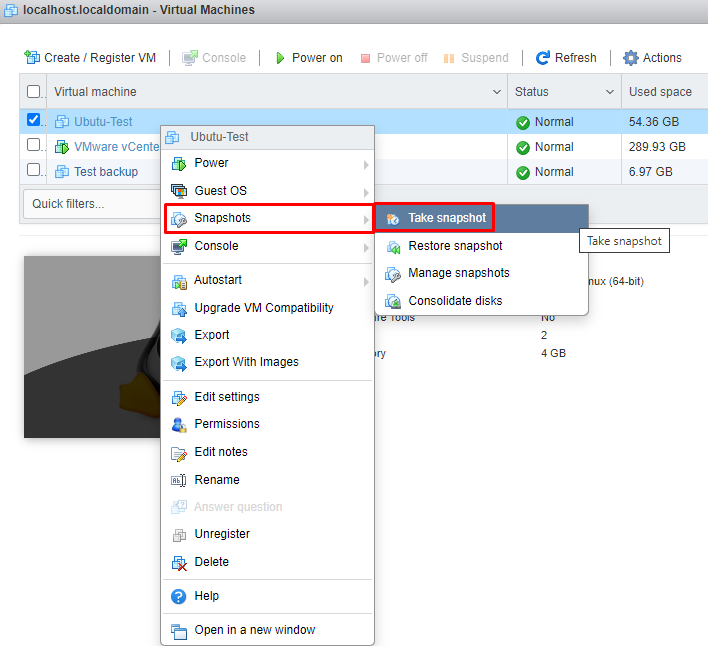 localhost.localdomain - Virtual Machines
Create / Register VM Console Power on Power off Suspend Refresh Actions
Virtual machine Status Used space
Ubutu-Test Normal 54.36 GB
VMware vCente Normal 289.93 GB
Test backup Normal 6.97 GB
Quick filters...
Ubutu-Test
Power
Guest OS
Snapshots
Console
Autostart
Upgrade VM Compatibility
Export
Export With Images
Edit settings
Permissions
Edit notes
Rename
Answer question
Unregister
Delete
Help
Open in a new window
Take snapshot
Restore snapshot
Manage snapshots
Consolidate disks
Take snapshot
(64-bit)
Tools No
2
4 GB